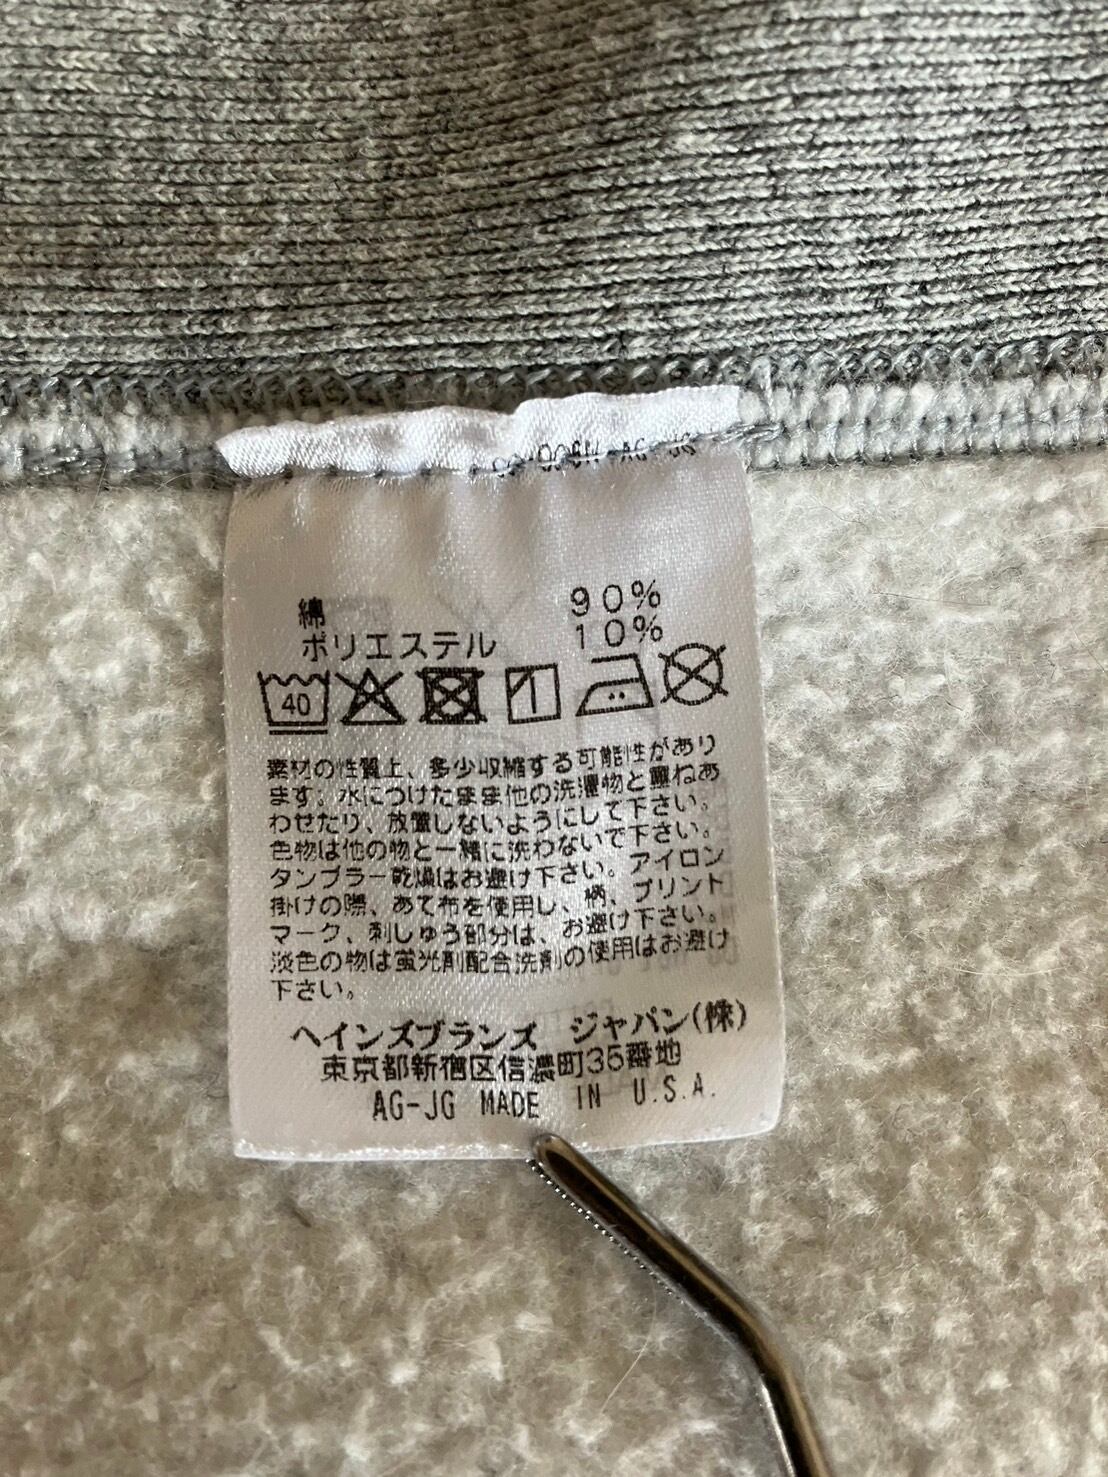 綿 90%
ポリエステル 10%
40
素材の性質上、多少収縮する可能性があり
ます。水につけたまま他の洗濯物と重ねあ
わせたり、放置しないようにして下さい。
色物は他の物と一緒に洗わないで下さい。
タンブラー乾燥はお避け下さい。アイロン
掛けの際、あて布を使用し、柄、プリント
マーク、刺しゅう部分は、お避け下さい。
淡色の物は蛍光剤配合洗剤の使用はお避け
下さい。
ヘインズブランズ ジャパン(株)
東京都新宿区信濃町35番地
AG-JG MADE IN U.S.A.